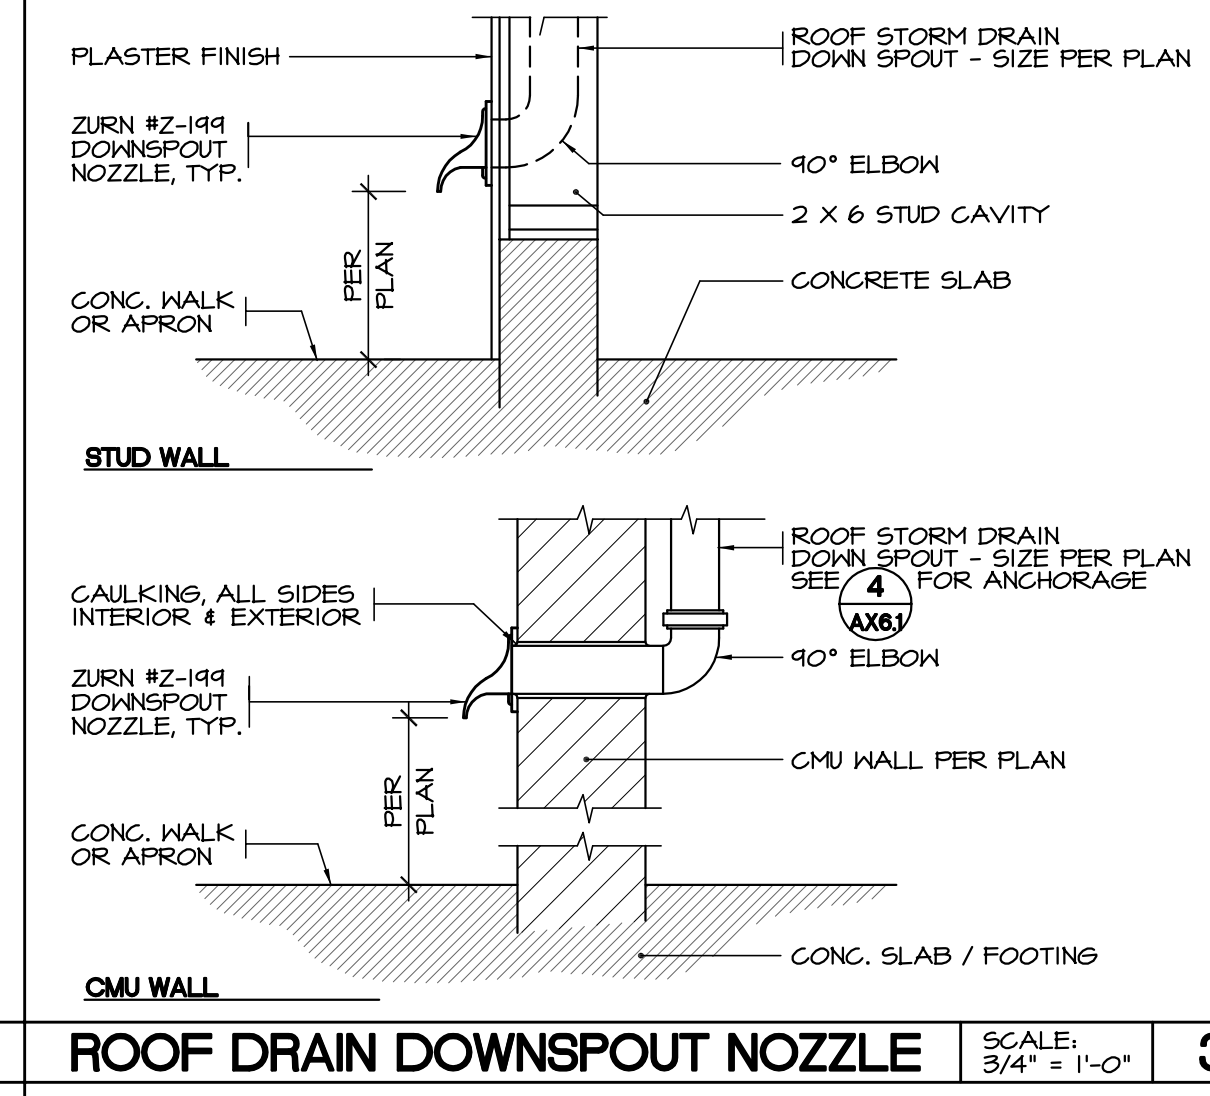 PLASTER FINISH
ROOF STORM DRAIN
DOWN SPOUT - SIZE PER PLAN
ZURN #Z-199
DOWNSPOUT
NOZZLE, TYP.
90° ELBOW
2 X 6 STUD CAVITY
PER
PLAN
CONCRETE SLAB
CONC. WALK
OR APRON
STUD WALL
ROOF STORM DRAIN
DOWN SPOUT - SIZE PER PLAN
SEE 4 FOR ANCHORAGE
AX6.1
CAULKING, ALL SIDES
INTERIOR & EXTERIOR
90° ELBOW
ZURN #Z-199
DOWNSPOUT
NOZZLE, TYP.
CMU WALL PER PLAN
PER
PLAN
CONC. WALK
OR APRON
CONC. SLAB / FOOTING
CMU WALL
ROOF DRAIN DOWNSPOUT NOZZLE
SCALE:
3/4" = 1'-0"